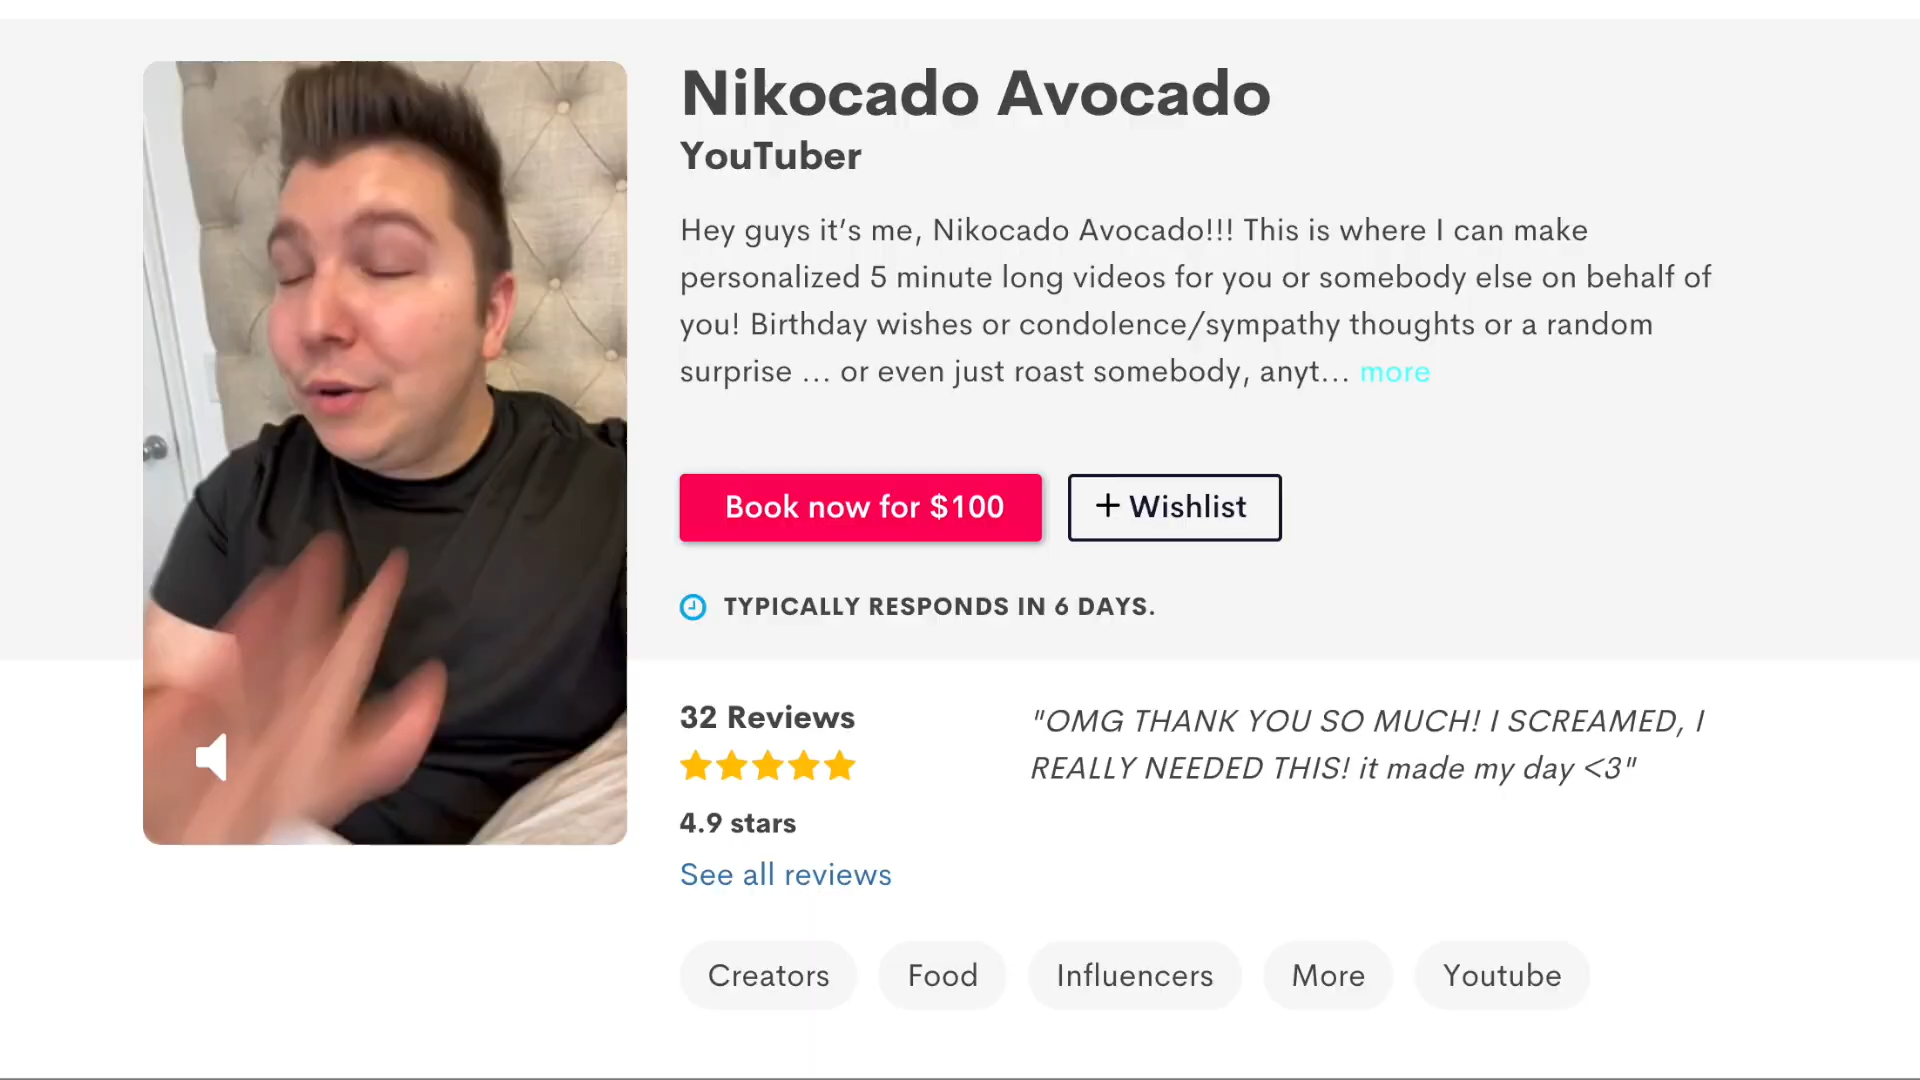 Nikocado Avocado
YouTuber
Hey guys it’s me, Nikocado Avocado!!! This is where I can make
personalized 5 minute long videos for you or somebody else on behalf of
you! Birthday wishes or condolence/sympathy thoughts or a random
surprise ... or even just roast somebody, anyt... more
Book now for $100
+ Wishlist
TYPICALLY RESPONDS IN 6 DAYS.
32 Reviews
4.9 stars
See all reviews
"OMG THANK YOU SO MUCH! I SCREAMED, I
REALLY NEEDED THIS! it made my day <3"
Creators
Food
Influencers
More
Youtube